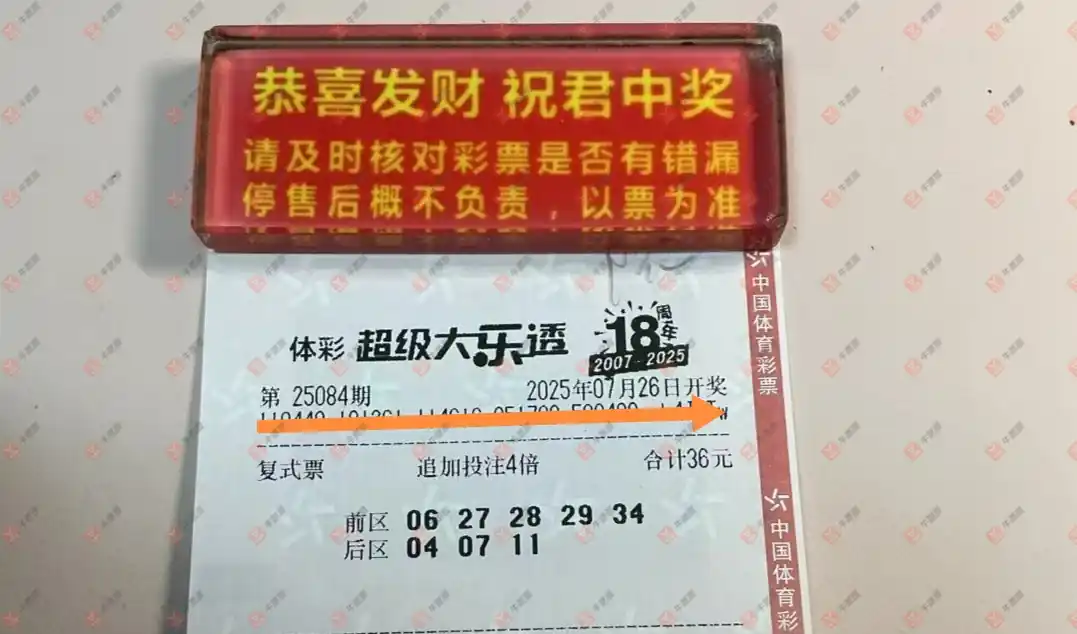 恭喜发财 祝君中奖
请及时核对彩票是否有错漏
停售后概不负责，以票为准
体彩 超级大乐透 18周年
2007-2025
第 25084期 2025年07月26日开奖
复式票 追加投注4倍 合计36元
前区 06 27 28 29 34
后区 04 07 11
中国体育彩票
中国体育彩